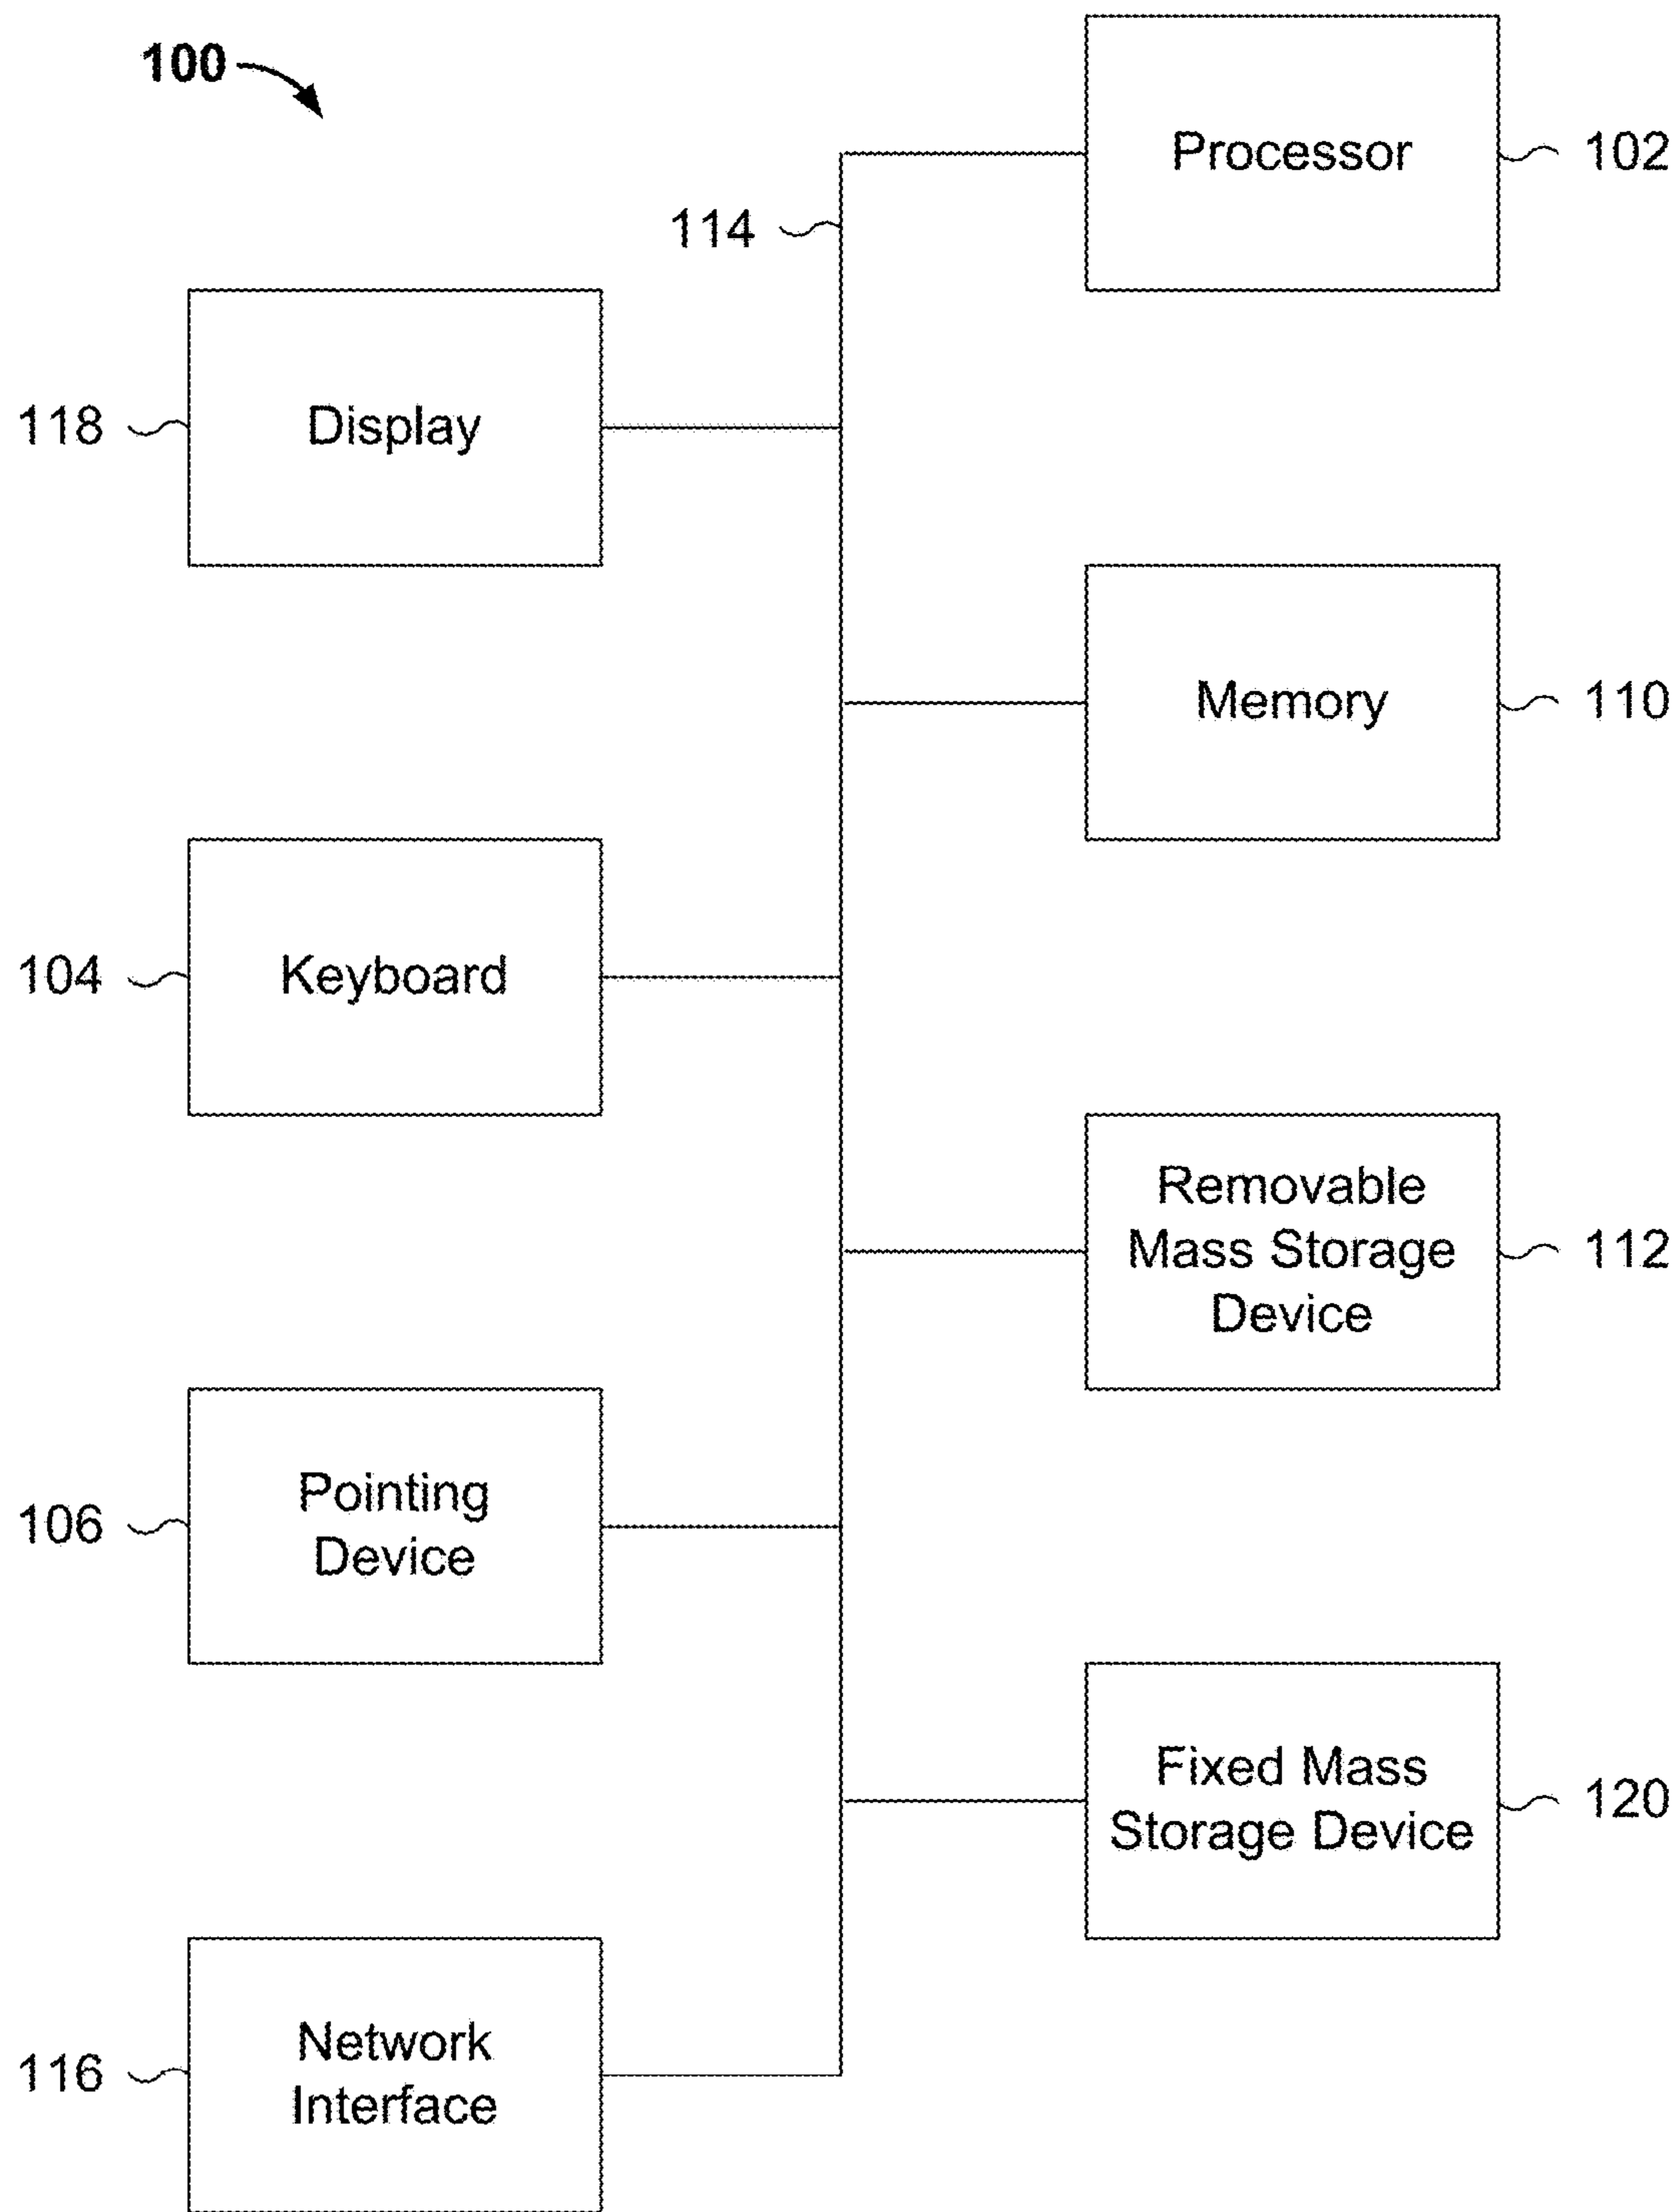 100
Processor
102
114
Display
118
Memory
110
Keyboard
104
Removable
Mass Storage
Device
112
Pointing
Device
106
Fixed Mass
Storage Device
120
Network
Interface
116